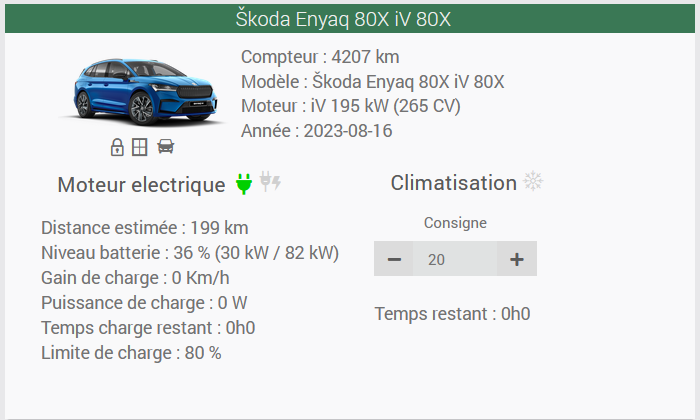 Škoda Enyaq 80X iV 80X
Compteur : 4207 km
Modèle : Škoda Enyaq 80X iV 80X
Moteur : iV 195 kW (265 CV)
Année : 2023-08-16
Moteur electrique
Distance estimée : 199 km
Niveau batterie : 36 % (30 kW / 82 kW)
Gain de charge : 0 Km/h
Puissance de charge : 0 W
Temps charge restant : 0h0
Limite de charge : 80 %
Climatisation
Consigne
− 20 +
Temps restant : 0h0